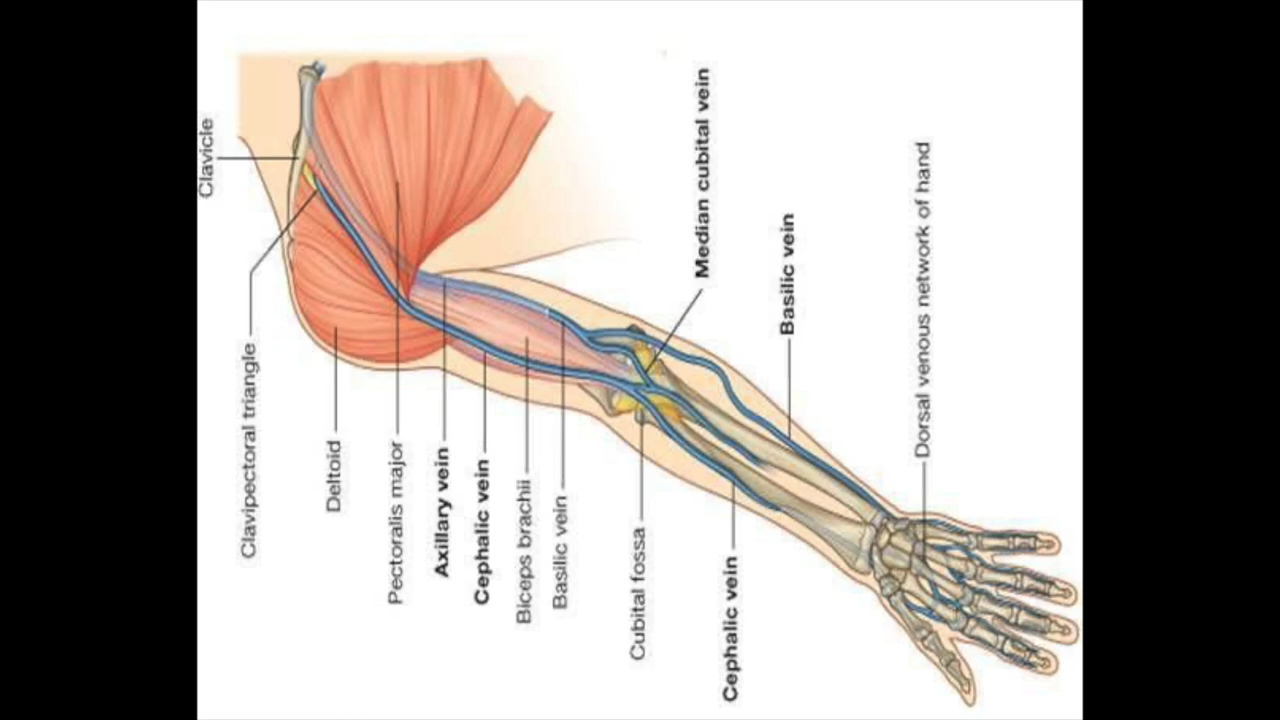 Clavicle
Clavipectoral triangle
Deltoid
Pectoralis major
Axillary vein
Cephalic vein
Biceps brachii
Basilic vein
Cubital fossa
Median cubital vein
Cephalic vein
Basilic vein
Dorsal venous network of hand